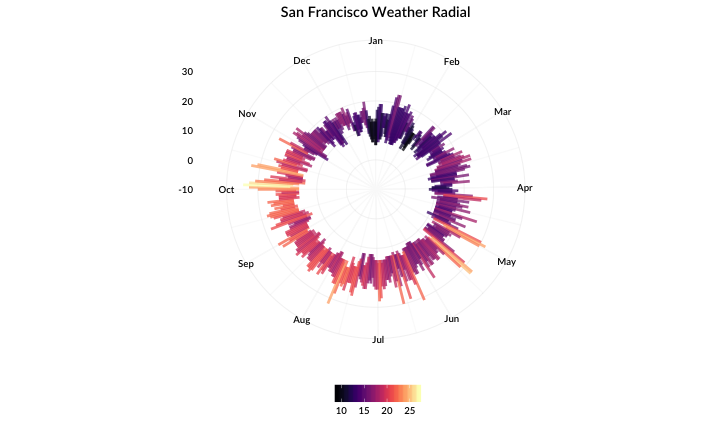 San Francisco Weather Radial
Jan
Feb
Mar
Apr
May
Jun
Jul
Aug
Sep
Oct
Nov
Dec
30
20
10
0
-10
10 15 20 25